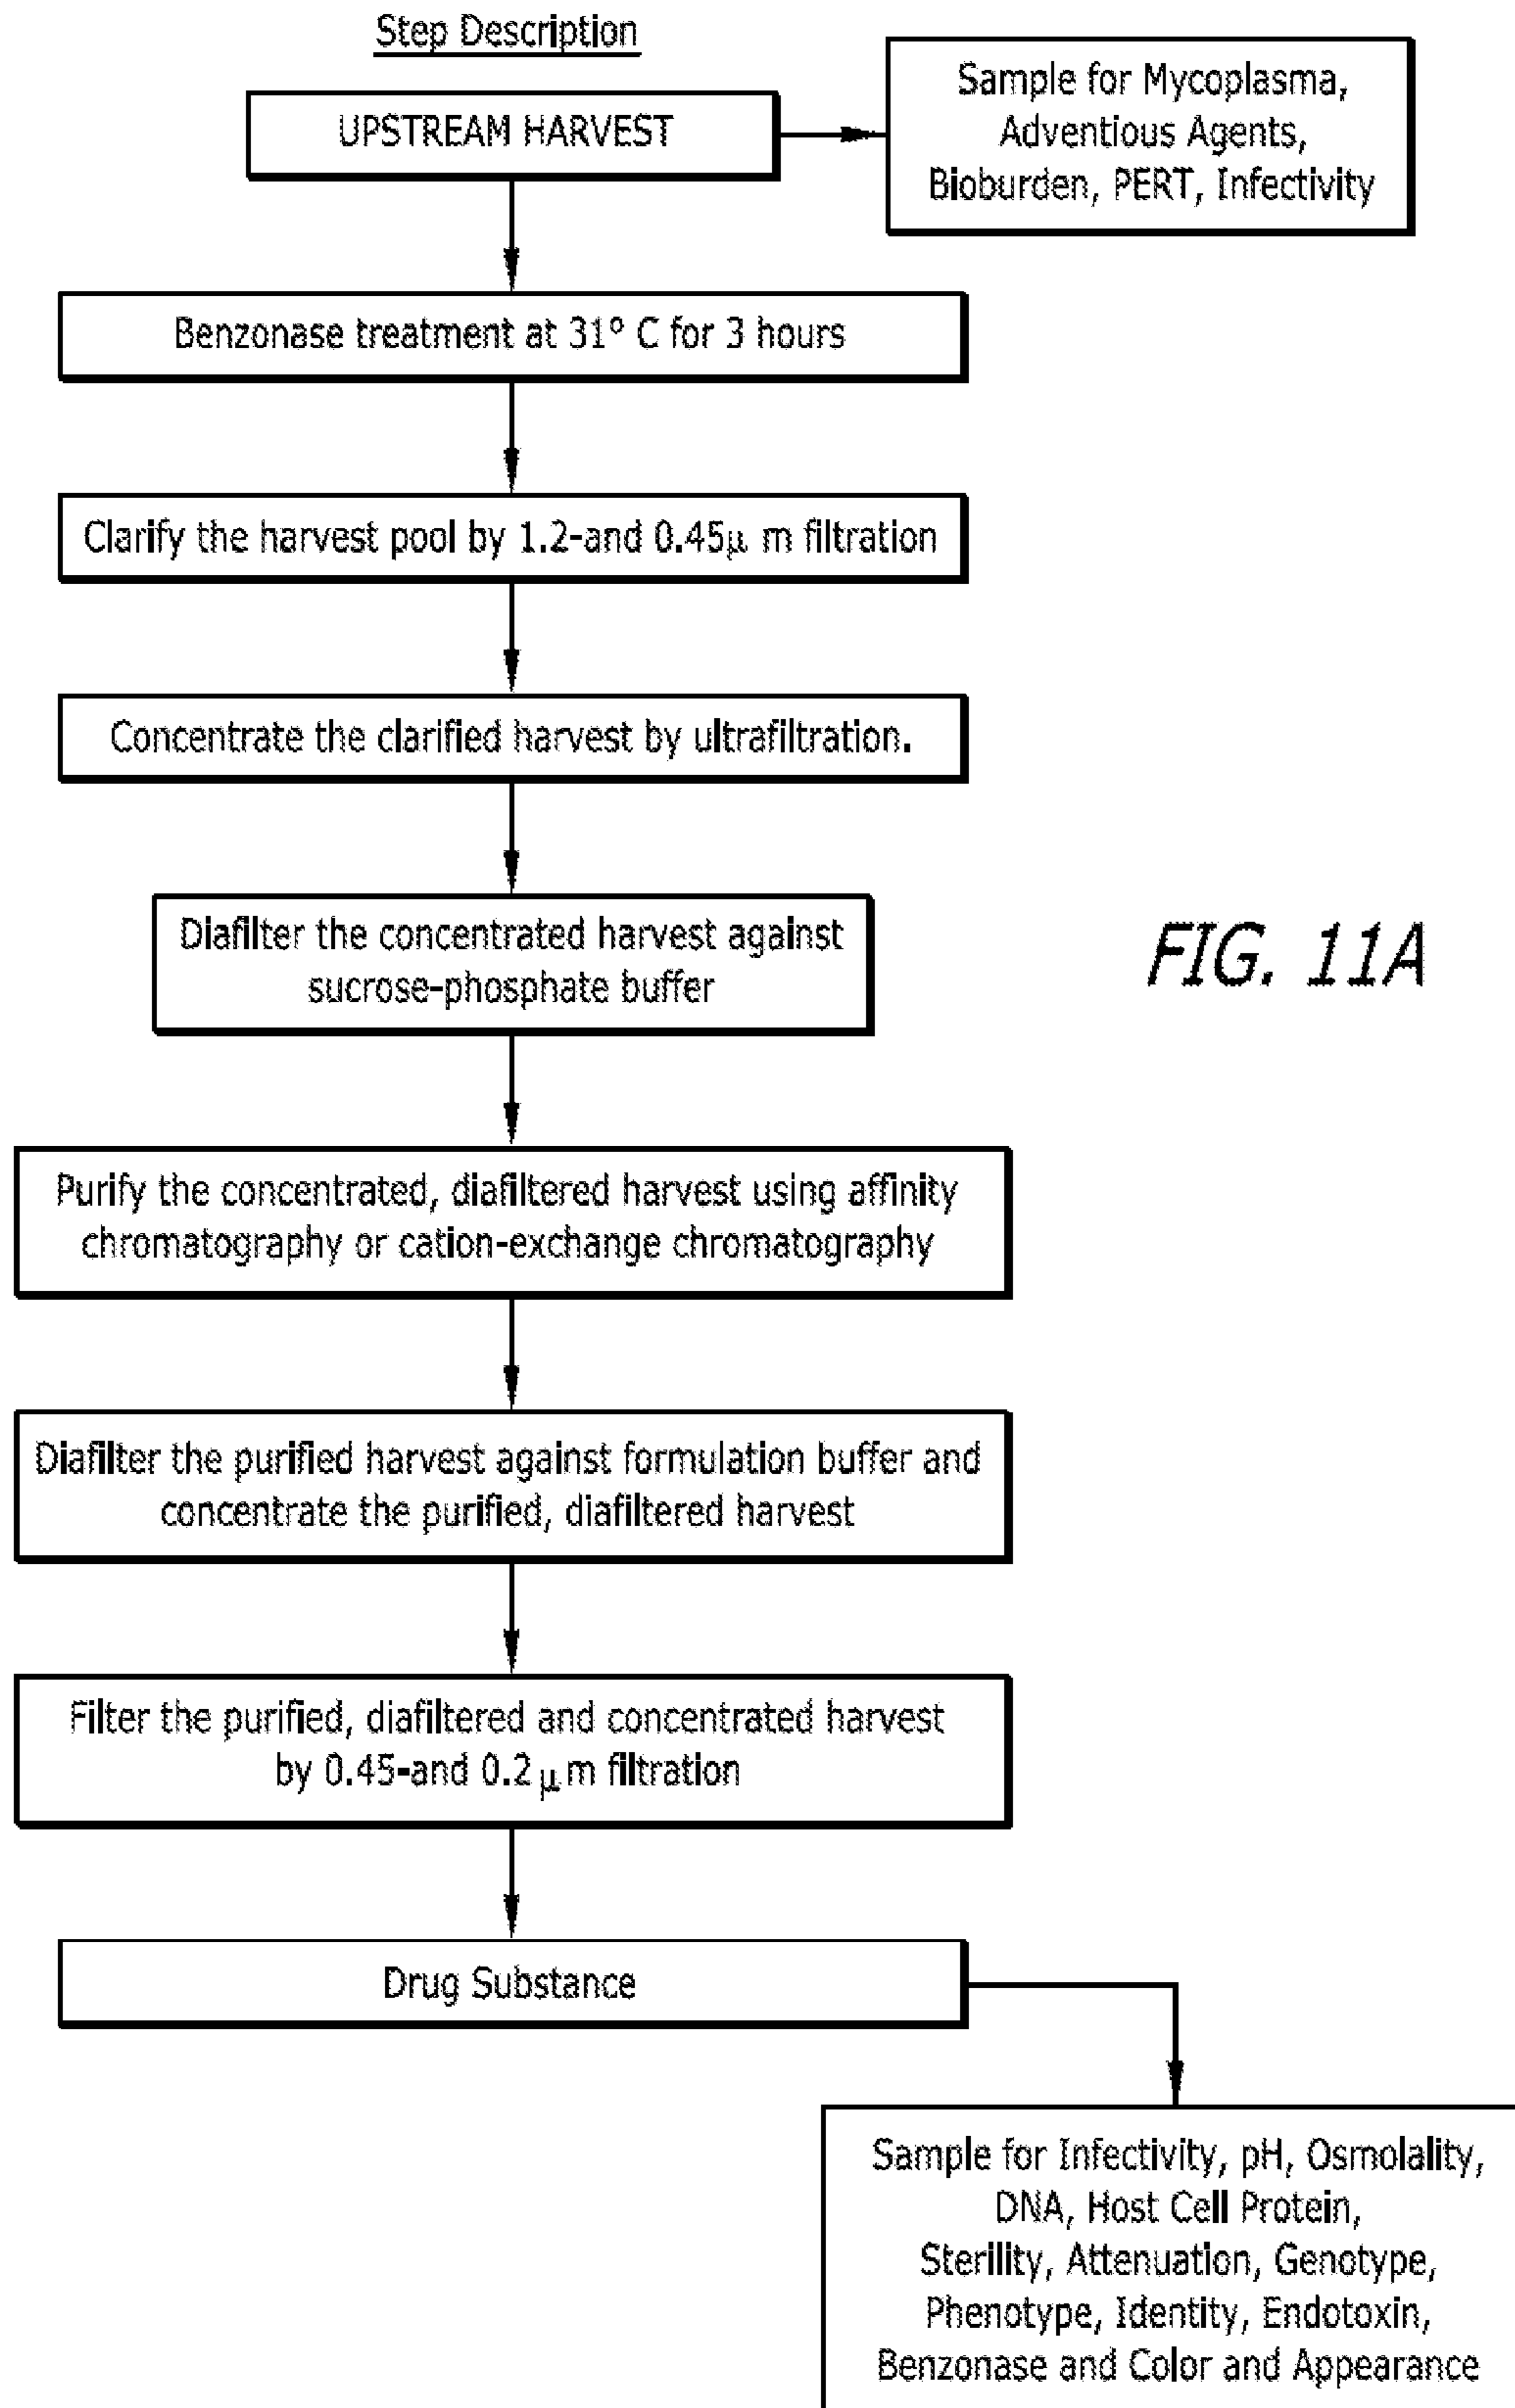 Step Description
UPSTREAM HARVEST
Sample for Mycoplasma,
Adventious Agents,
Bioburden, PERT, Infectivity
Benzonase treatment at 31° C for 3 hours
Clarify the harvest pool by 1.2-and 0.45μ m filtration
Concentrate the clarified harvest by ultrafiltration.
Diafilter the concentrated harvest against
sucrose-phosphate buffer
FIG. 11A
Purify the concentrated, diafiltered harvest using affinity
chromatography or cation-exchange chromatography
Diafilter the purified harvest against formulation buffer and
concentrate the purified, diafiltered harvest
Filter the purified, diafiltered and concentrated harvest
by 0.45-and 0.2 μm filtration
Drug Substance
Sample for Infectivity, pH, Osmolality,
DNA, Host Cell Protein,
Sterility, Attenuation, Genotype,
Phenotype, Identity, Endotoxin,
Benzonase and Color and Appearance